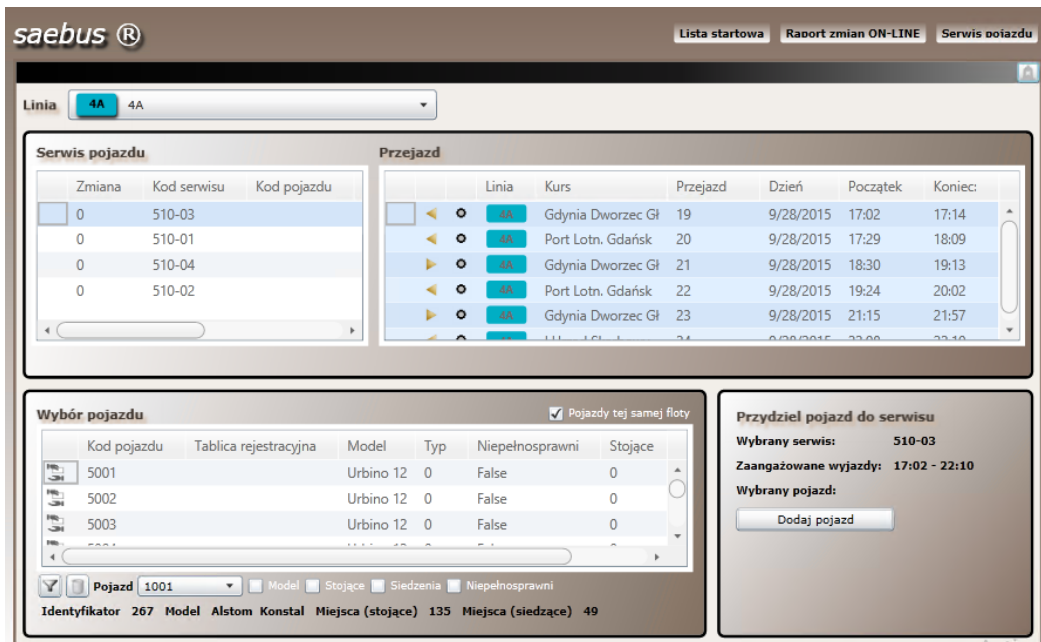 saebus ®
Lista startowa Raport zmian ON-LINE Serwis pojazdu
Linia 4A 4A
Serwis pojazdu
Zmiana Kod serwisu Kod pojazdu
0 510-03
0 510-01
0 510-04
0 510-02
Przejazd
Linia Kurs Przejazd Dzień Początek Koniec:
4A Gdynia Dworzec Gł 19 9/28/2015 17:02 17:14
4A Port Lotn. Gdańsk 20 9/28/2015 17:29 18:09
4A Gdynia Dworzec Gł 21 9/28/2015 18:30 19:13
4A Port Lotn. Gdańsk 22 9/28/2015 19:24 20:02
4A Gdynia Dworzec Gł 23 9/28/2015 21:15 21:57
Wybór pojazdu Pojazdy tej samej floty
Kod pojazdu Tablica rejestracyjna Model Typ Niepełnosprawni Stojące
5001 Urbino 12 0 False 0
5002 Urbino 12 0 False 0
5003 Urbino 12 0 False 0
Pojazd 1001 Model Stojące Siedzenia Niepełnosprawni
Identyfikator 267 Model Alstom Konstal Miejsca (stojące) 135 Miejsca (siedzące) 49
Przydziel pojazd do serwisu
Wybrany serwis: 510-03
Zaangażowane wyjazdy: 17:02 - 22:10
Wybrany pojazd:
Dodaj pojazd